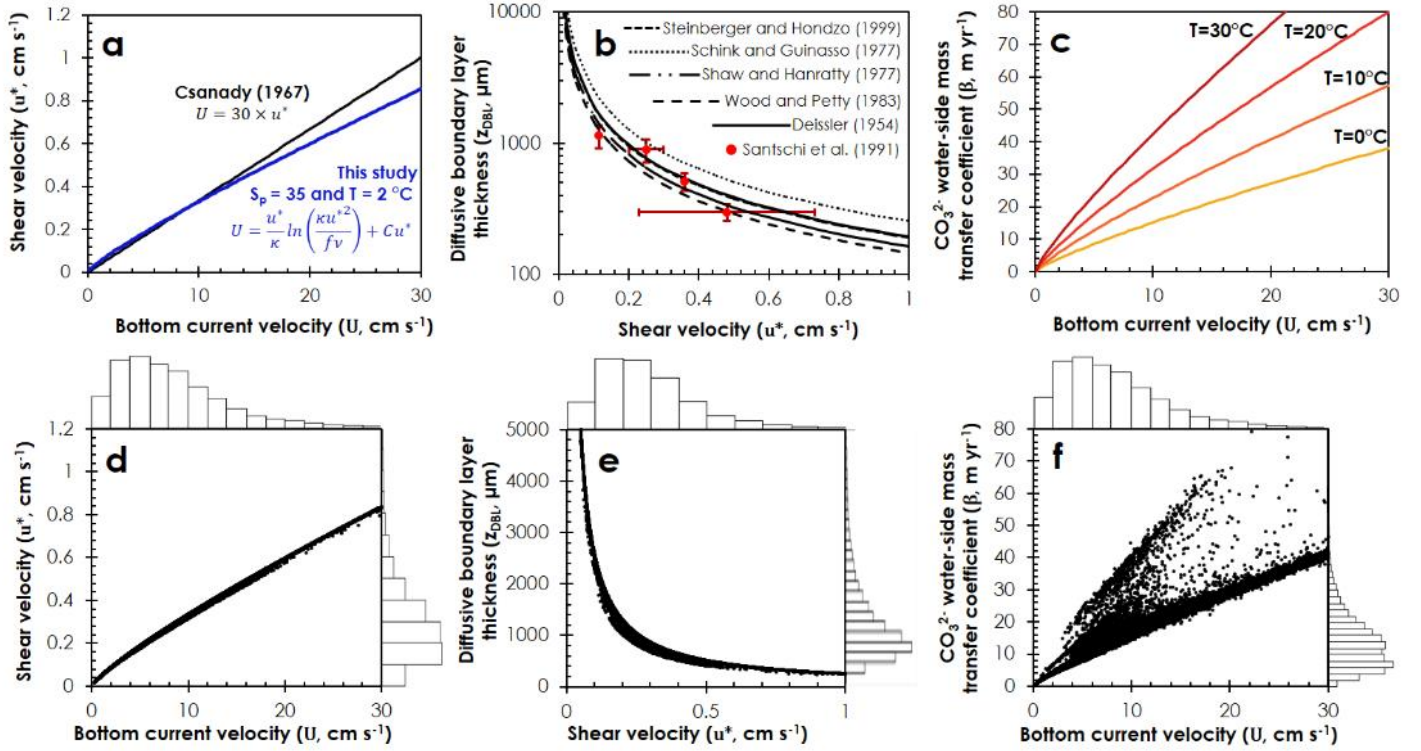 a
Shear velocity (u*, cm s⁻¹)
1.2
1
0.8
0.6
0.4
0.2
0
Csanady (1967)
U = 30 × u*
This study
Sₚ = 35 and T = 2 °C
U = u*/κ ln(κu*²/fν) + Cu*
0
10
20
30
Bottom current velocity (U, cm s⁻¹)
b
Diffusive boundary layer
thickness (z_DBL, µm)
10000
1000
100
Steinberger and Hondzo (1999)
Schink and Guinasso
(1977)
Shaw and Hanratty
(1977)
Wood and Petty (1983)
Deissler (1954)
Santschi et al. (1991)
0
0.2
0.4
0.6
0.8
1
Shear velocity (u*, cm s⁻¹)
c
CO₃²⁻ water-side mass
transfer coefficient (β, m yr⁻¹)
80
70
60
50
40
30
20
10
0
T=30°C
T=20°C
T=10°C
T=0°C
0
10
20
30
Bottom current velocity (U, cm s⁻¹)
d
Shear velocity (u*, cm s⁻¹)
1.2
1
0.8
0.6
0.4
0.2
0
0
10
20
30
Bottom current velocity (U, cm s⁻¹)
e
Diffusive boundary layer
thickness (z_DBL, µm)
5000
4000
3000
2000
1000
0
0
0.5
1
Shear velocity (u*, cm s⁻¹)
f
CO₃²⁻ water-side mass
transfer coefficient (β, m yr⁻¹)
80
70
60
50
40
30
20
10
0
0
10
20
30
Bottom current velocity (U, cm s⁻¹)